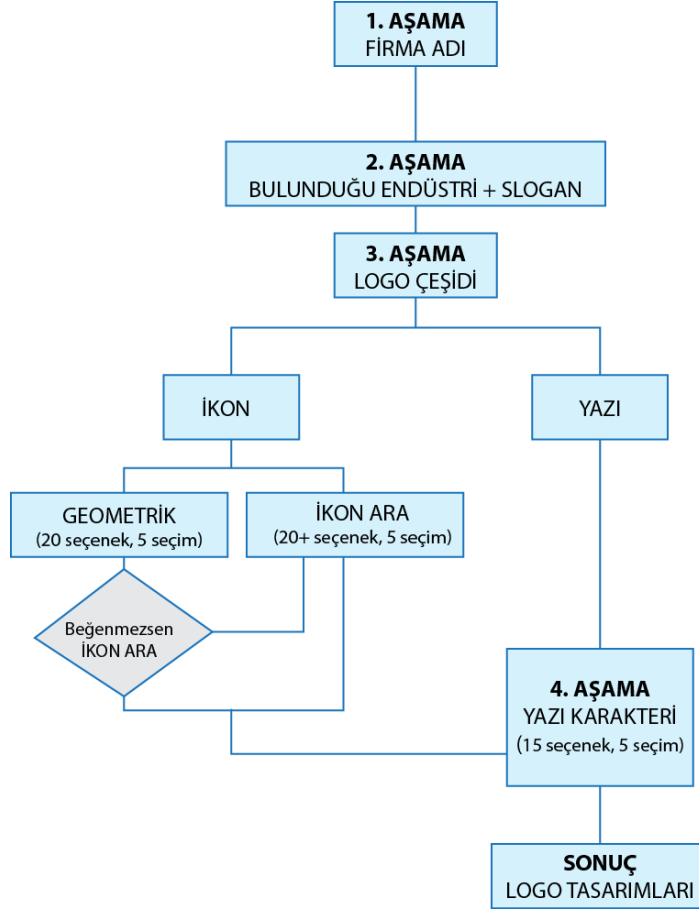 1. AŞAMA
FİRMA ADI
2. AŞAMA
BULUNDUĞU ENDÜSTRİ + SLOGAN
3. AŞAMA
LOGO ÇEŞİDİ
İKON
YAZI
GEOMETRİK
(20 seçenek, 5 seçim)
İKON ARA
(20+ seçenek, 5 seçim)
Beğenmezsen
İKON ARA
4. AŞAMA
YAZI KARAKTERİ
(15 seçenek, 5 seçim)
SONUÇ
LOGO TASARIMLARI